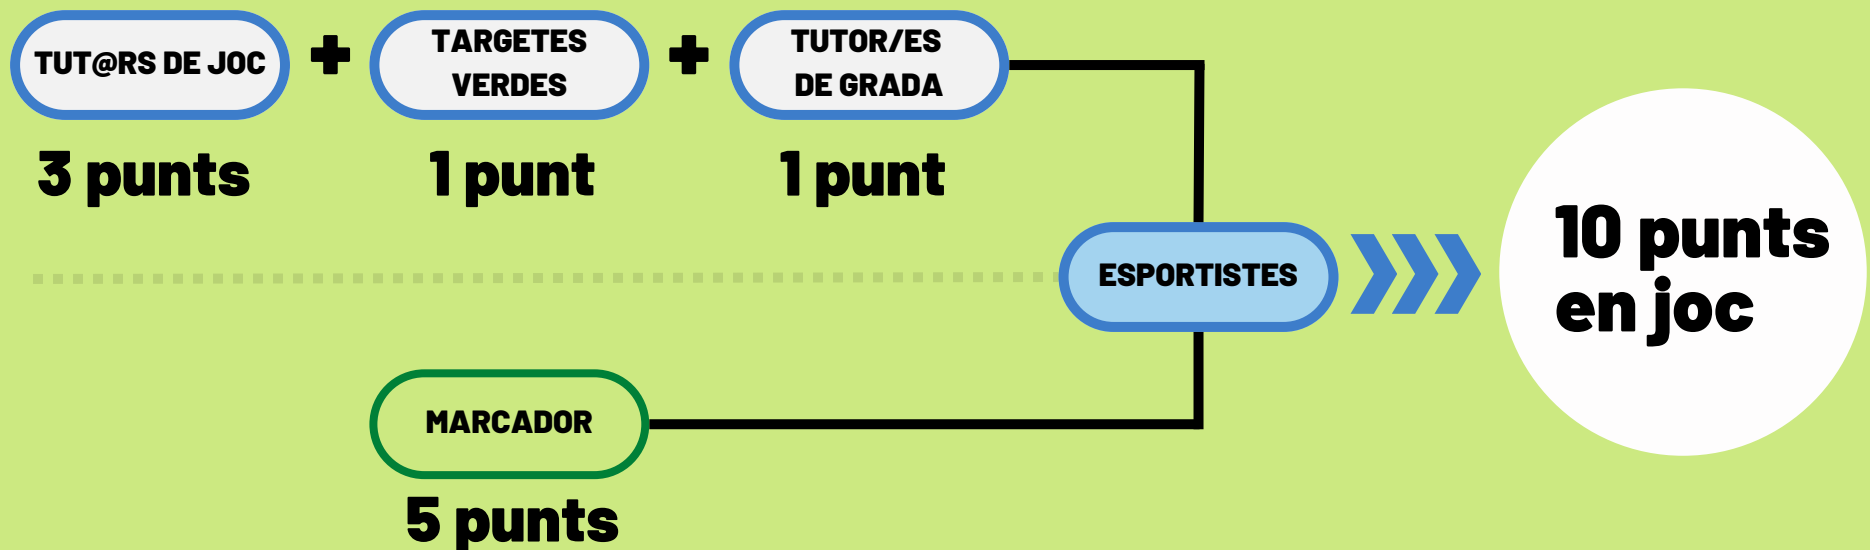 TUT@RS DE JOC
+
TARGETES
VERDES
+
TUTOR/ES
DE GRADA
3 punts
1 punt
1 punt
ESPORTISTES
10 punts
en joc
MARCADOR
5 punts